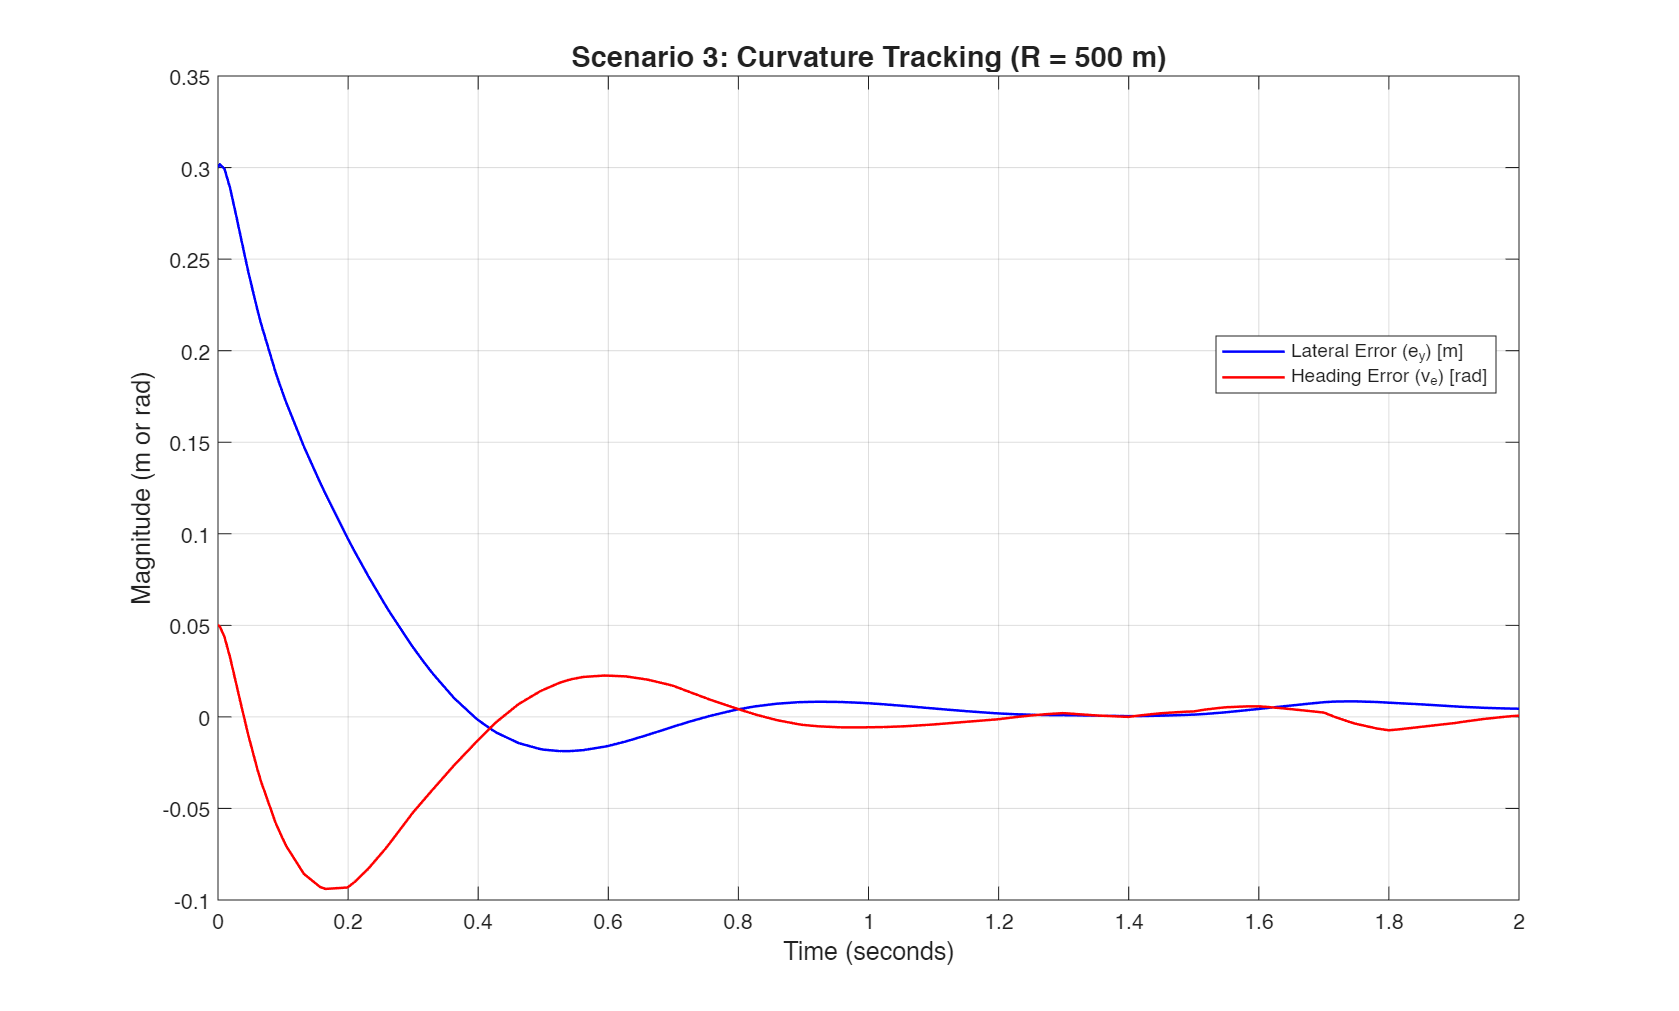 Scenario 3: Curvature Tracking (R = 500 m)
0.35
0.3
0.25
0.2
0.15
0.1
0.05
0
-0.05
-0.1
Magnitude (m or rad)
Lateral Error (e_y) [m]
Heading Error (v_e) [rad]
0 0.2 0.4 0.6 0.8 1 1.2 1.4 1.6 1.8 2
Time (seconds)